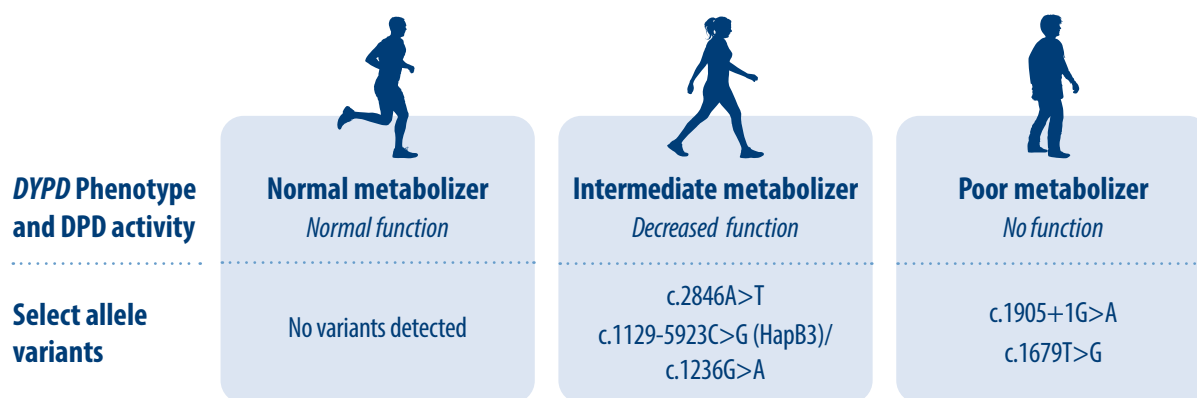 DYPD Phenotype
and DPD activity
Normal metabolizer
Normal function
Intermediate metabolizer
Decreased function
Poor metabolizer
No function
Select allele
variants
No variants detected
c.2846A>T
c.1129-5923C>G (HapB3)/
c.1236G>A
c.1905+1G>A
c.1679T>G